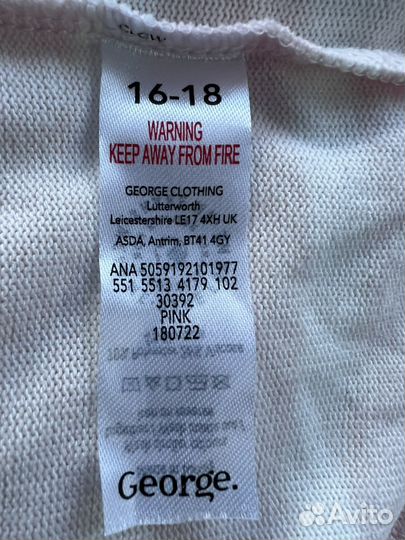 16-18
WARNING
KEEP AWAY FROM FIRE
GEORGE CLOTHING
Lutterworth
Leicestershire LE17 4XH UK
ASDA, Antrim, BT41 4GY
ANA 5059192101977
551 5513 4179 102
30392
PINK
180722
George.
Avito